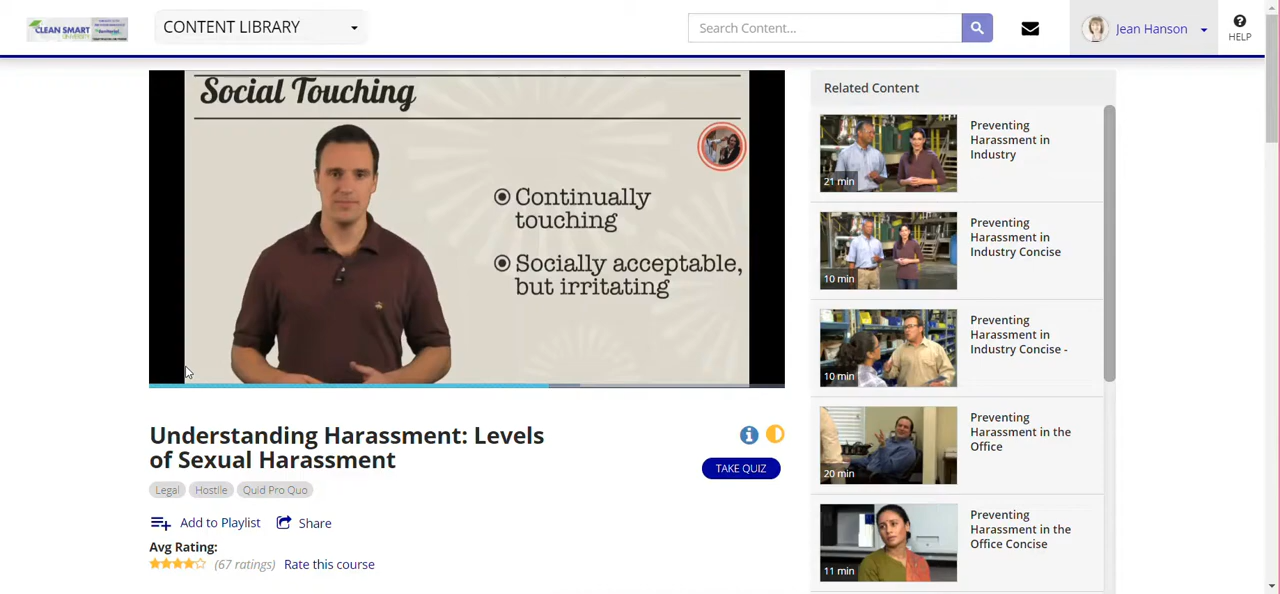 CLEAN SMART
CONTENT LIBRARY
Search Content...
Jean Hanson
HELP
Social Touching
Continually
touching
Socially acceptable,
but irritating
Understanding Harassment: Levels
of Sexual Harassment
TAKE QUIZ
Legal
Hostile
Quid Pro Quo
Add to Playlist
Share
Avg Rating:
(67 ratings)
Rate this course
Related Content
21 min
Preventing
Harassment in
Industry
10 min
Preventing
Harassment in
Industry Concise
10 min
Preventing
Harassment in
Industry Concise -
20 min
Preventing
Harassment in the
Office
11 min
Preventing
Harassment in the
Office Concise